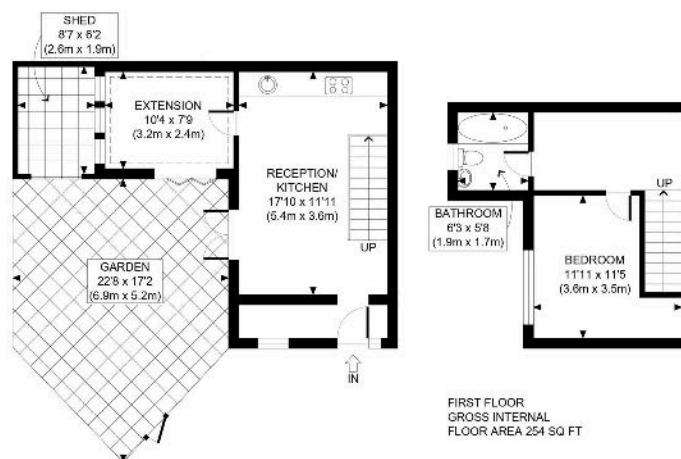 SHED
8'7 x 6'2
(2.6m x 1.9m)
EXTENSION
10'4 x 7'9
(3.2m x 2.4m)
RECEPTION/
KITCHEN
17'10 x 11'11
(5.4m x 3.6m)
UP
GARDEN
22'8 x 17'2
(6.9m x 5.2m)
IN
UP
BATHROOM
6'3 x 5'8
(1.9m x 1.7m)
BEDROOM
11'11 x 11'5
(3.6m x 3.5m)
FIRST FLOOR
GROSS INTERNAL
FLOOR AREA 254 SQ FT